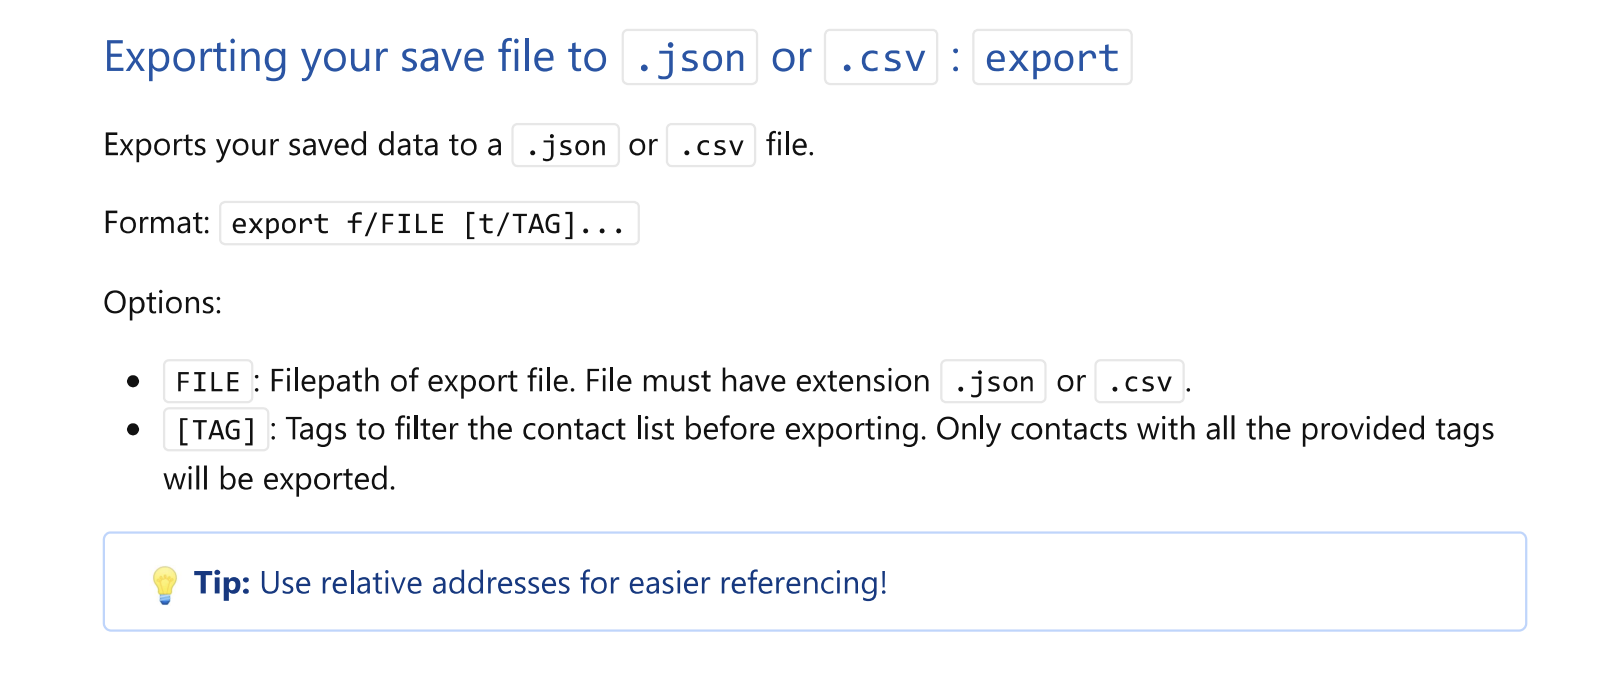 Exporting your save file to .json or .csv : export
Exports your saved data to a .json or .csv file.
Format: export f/FILE [t/TAG]...
Options:
• FILE: Filepath of export file. File must have extension .json or .csv.
• [TAG]: Tags to filter the contact list before exporting. Only contacts with all the provided tags
will be exported.
💡 Tip: Use relative addresses for easier referencing!